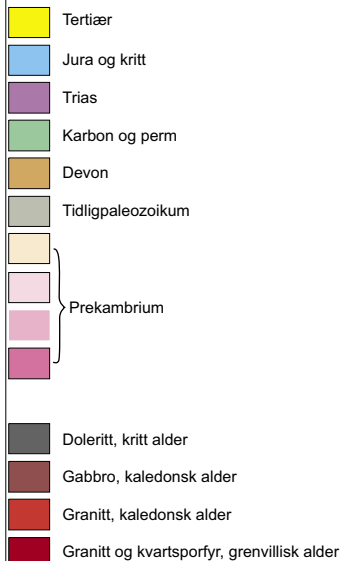 Tertiær
Jura og kritt
Trias
Karbon og perm
Devon
Tidligpaleozoikum
Prekambrium
Doleritt, kritt alder
Gabbro, kaledonsk alder
Granitt, kaledonsk alder
Granitt og kvartsporfyr, grenvillisk alder